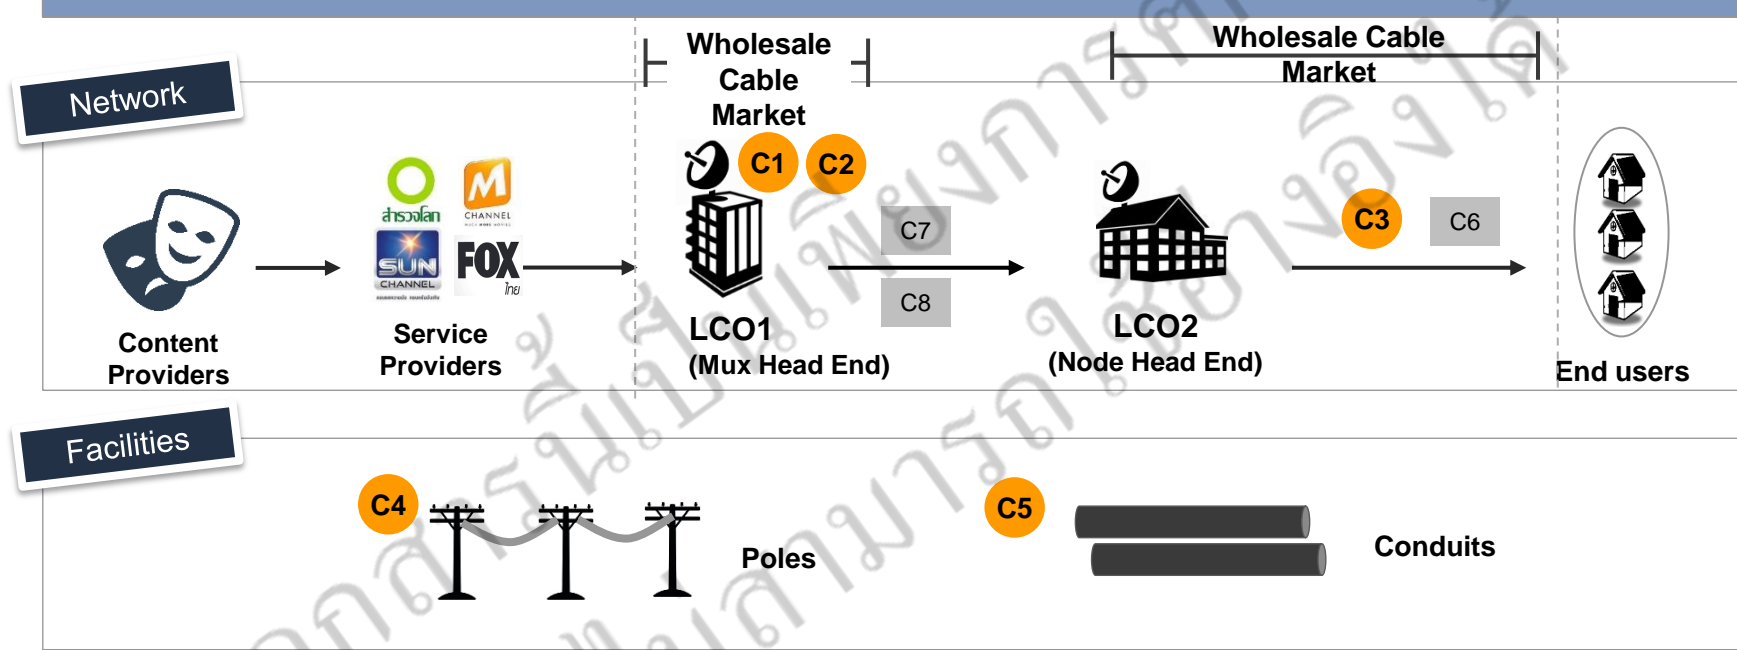 Wholesale
Cable
Market
Wholesale Cable
Market
Network
C1
C2
สำรวจโลก
M
CHANNEL
SUN
CHANNEL
FOX
ไทย
C7
C8
C3
C6
Content
Providers
Service
Providers
LCO1
(Mux Head End)
LCO2
(Node Head End)
End users
Facilities
C4
Poles
C5
Conduits